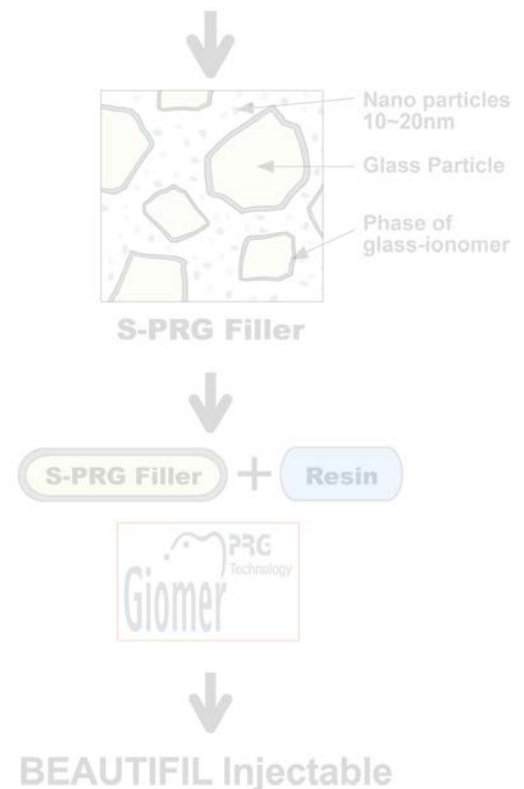 Nano particles
10~20nm
Glass Particle
Phase of
glass-ionomer
S-PRG Filler
S-PRG Filler + Resin
PRG
Technology
Giomer
BEAUTIFIL Injectable